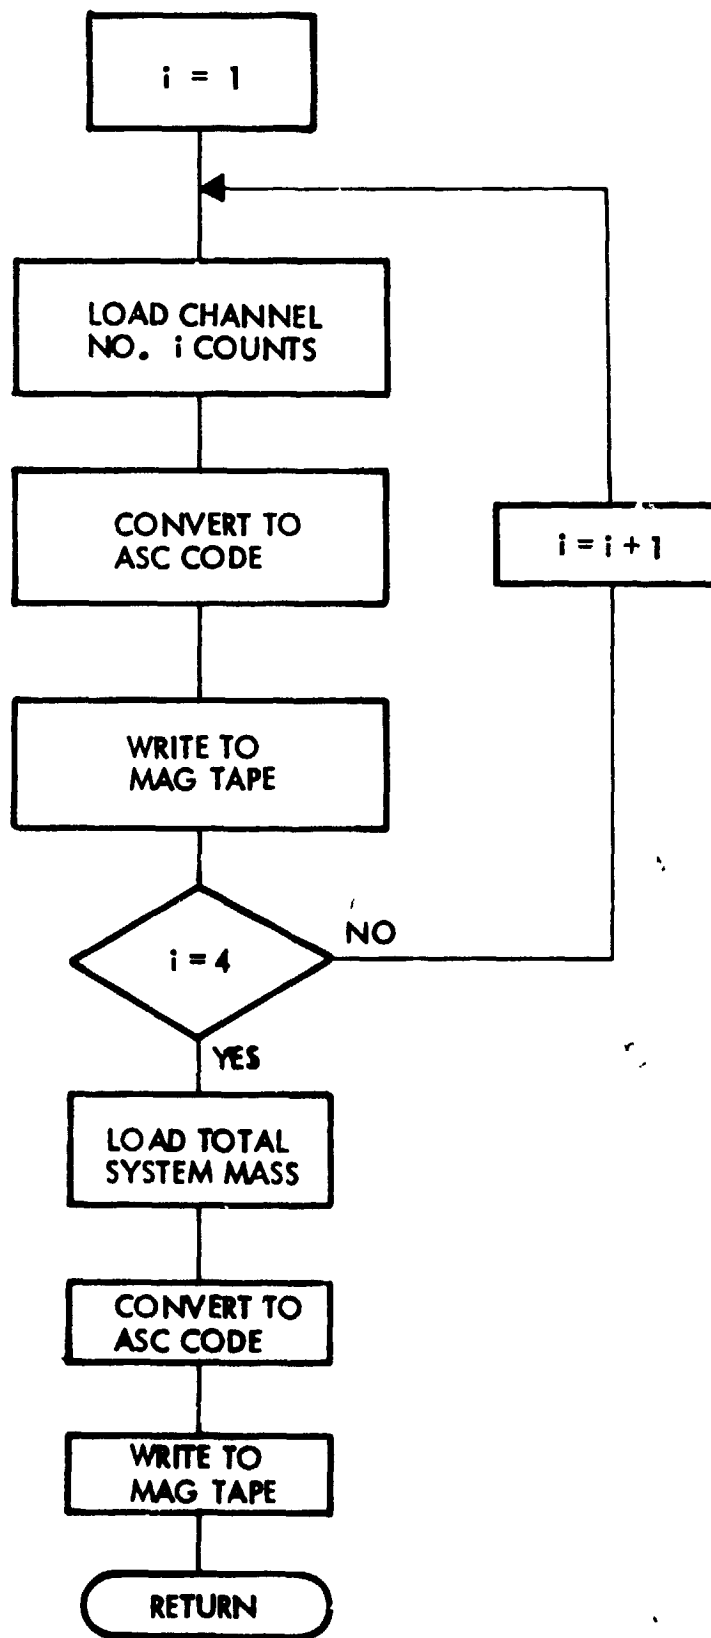 i = 1
LOAD CHANNEL
NO. i COUNTS
CONVERT TO
ASC CODE
i = i + 1
WRITE TO
MAG TAPE
i = 4
NO
YES
LOAD TOTAL
SYSTEM MASS
CONVERT TO
ASC CODE
WRITE TO
MAG TAPE
RETURN